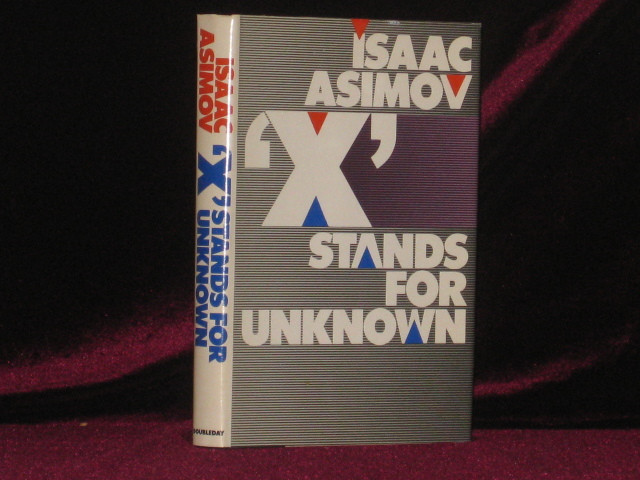 ISAAC
ASIMOV
'X' STANDS FOR
UNKNOWN
DOUBLEDAY
ISAAC
ASIMOV
‘X’
STANDS
FOR
UNKNOWN